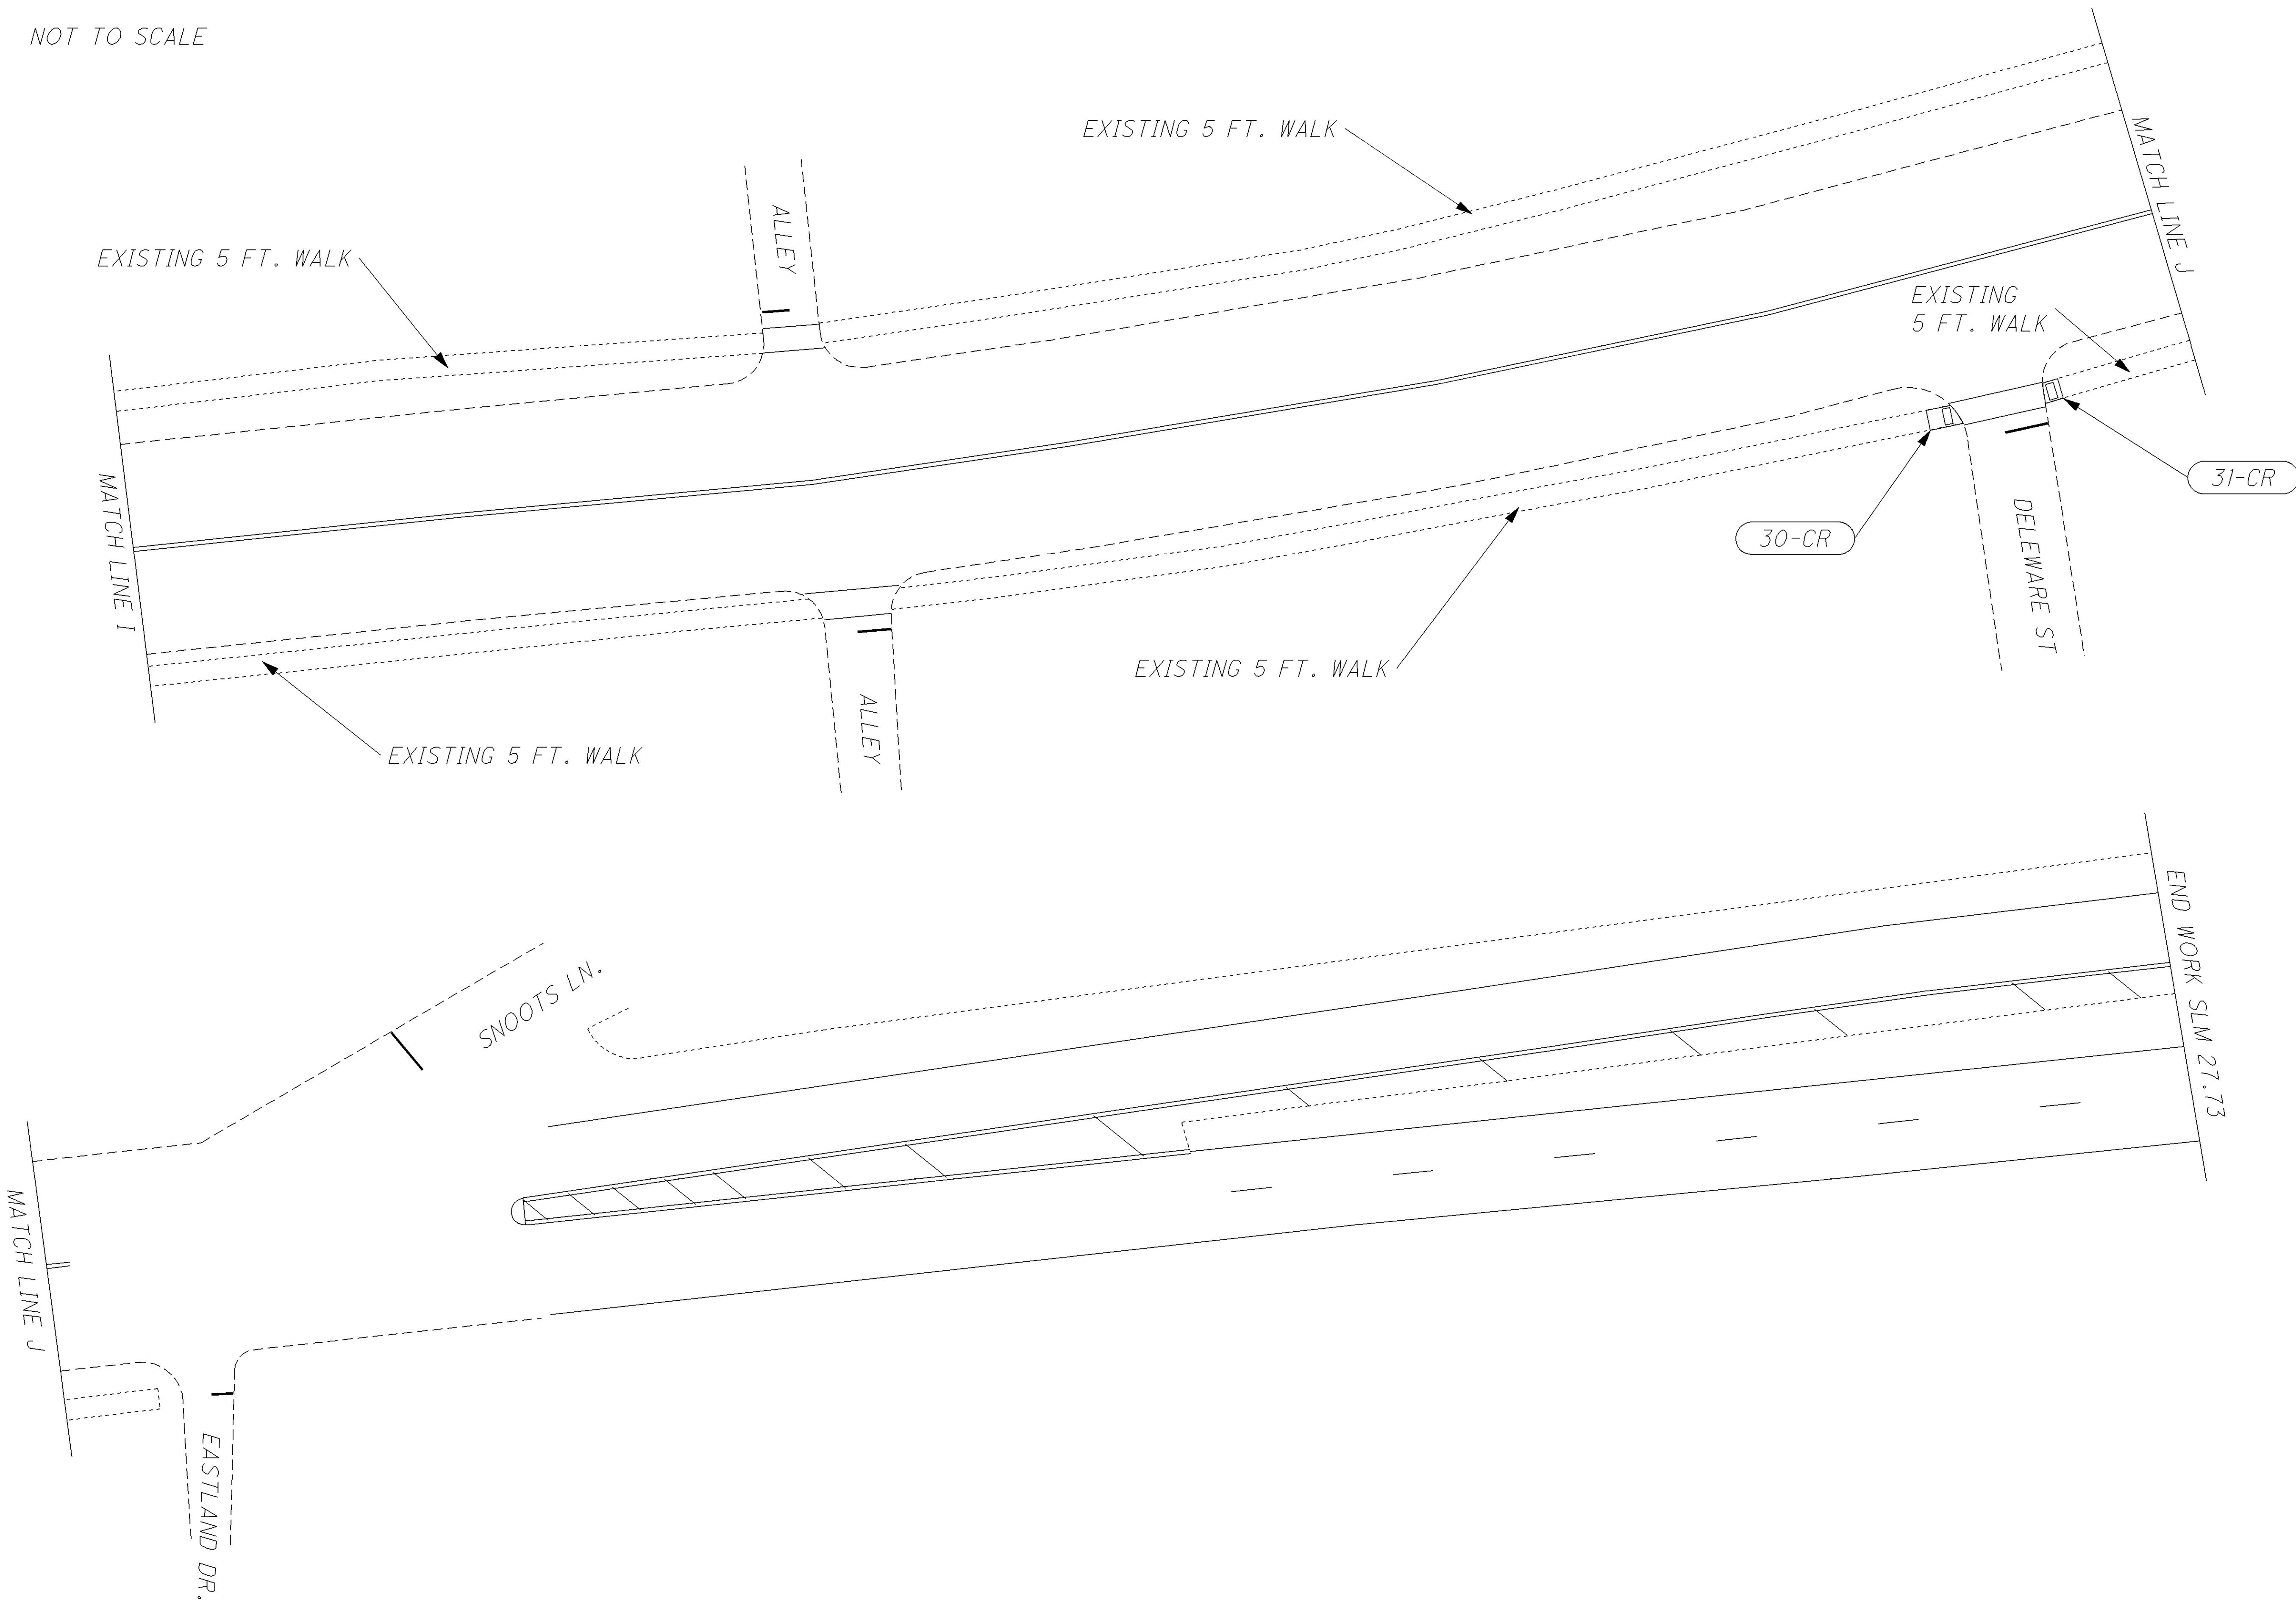 NOT TO SCALE
EXISTING 5 FT. WALK
MATCH LINE J
ALLEY
EXISTING 5 FT. WALK
EXISTING
5 FT. WALK
31-CR
MATCH LINE I
30-CR
DELEWARE ST
EXISTING 5 FT. WALK
ALLEY
EXISTING 5 FT. WALK
END WORK SLM 27.73
SNOOTS LN.
MATCH LINE J
EASTLAND DR.